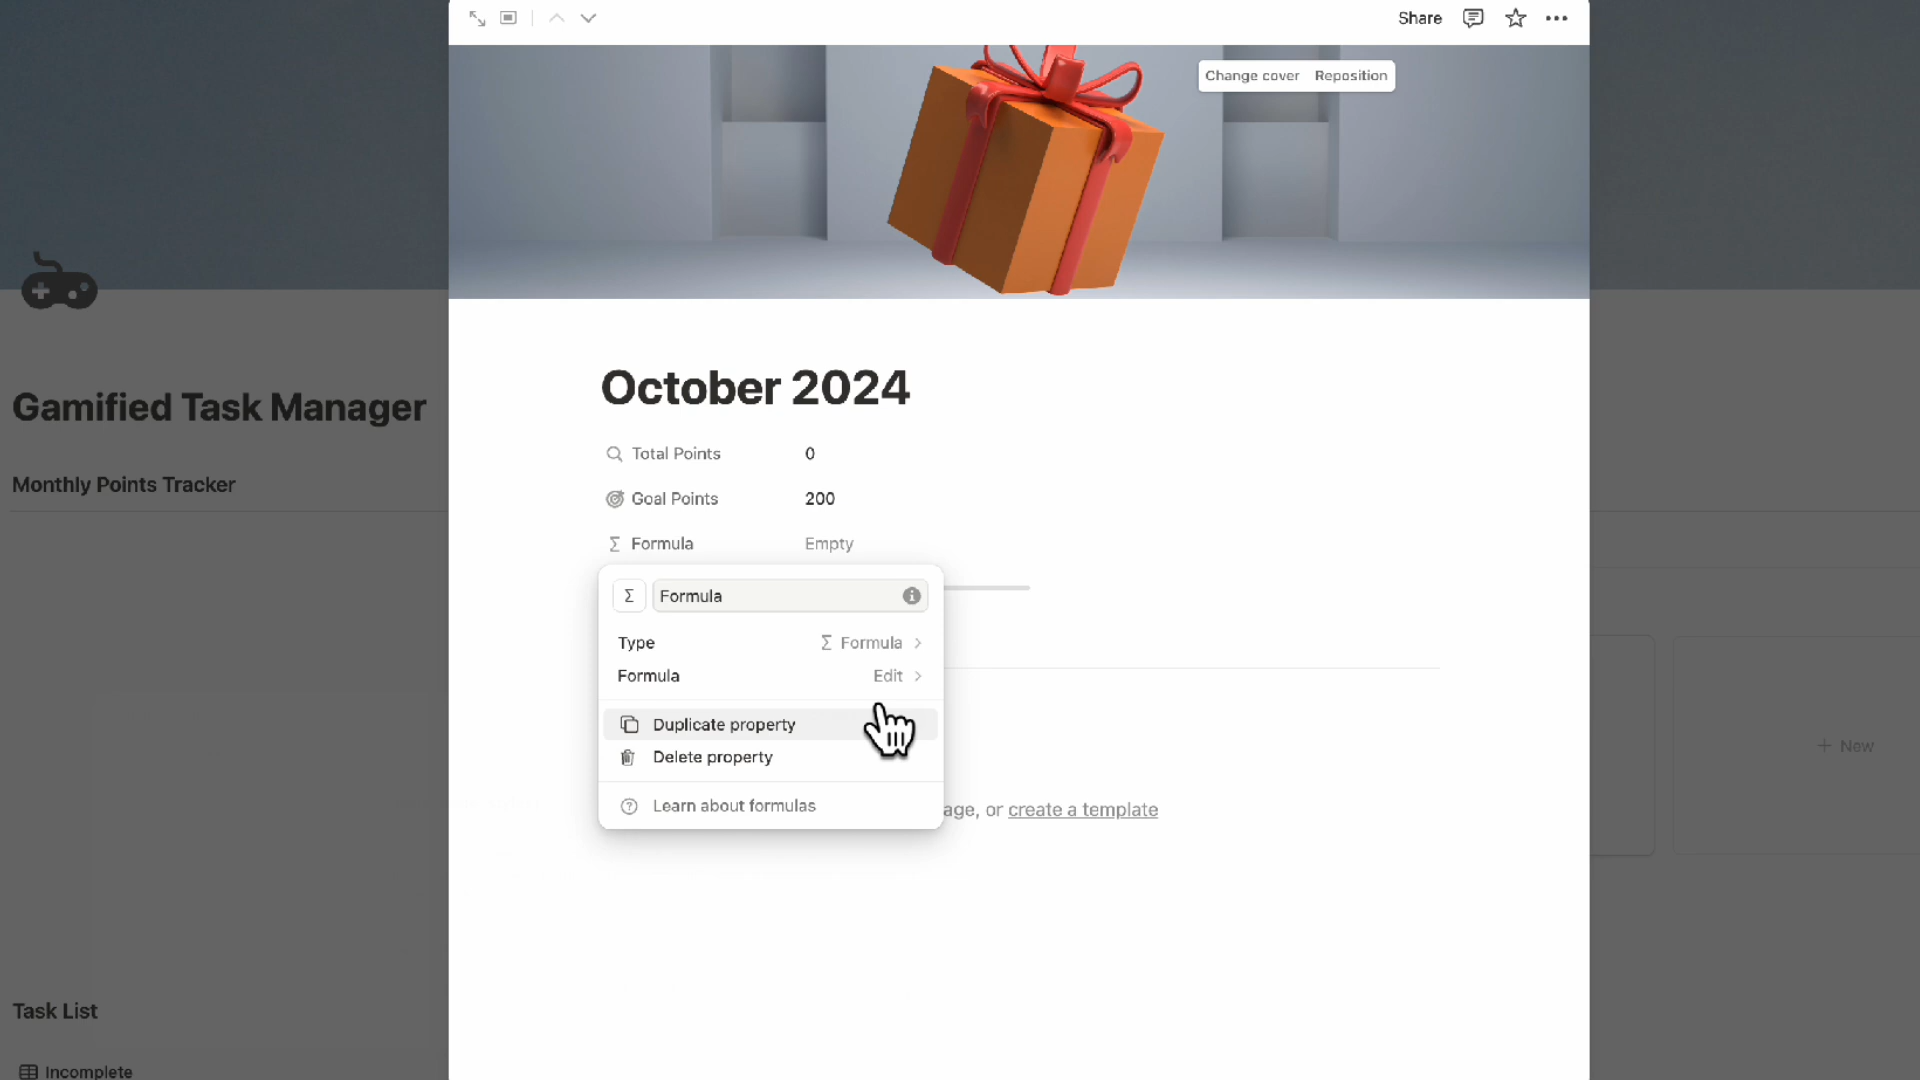 Share
Change cover Reposition
Gamified Task Manager
Monthly Points Tracker
October 2024
Total Points 0
Goal Points 200
Formula Empty
Formula
Type Formula
Formula Edit
Duplicate property
Delete property
Learn about formulas
age, or create a template
New
Task List
Incomplete